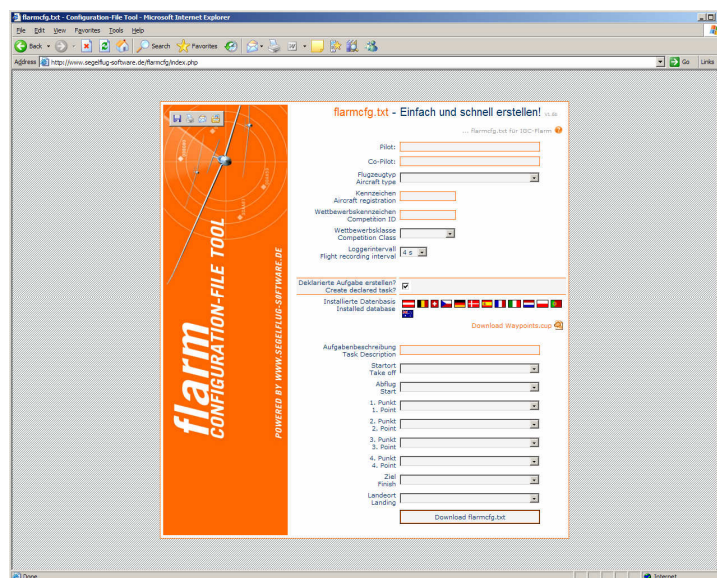 flarmcfg.txt - Configuration-File Tool - Microsoft Internet Explorer
File Edit View Favorites Tools Help
Back Search Favorites
Address http://www.segelflug-software.de/flarmcfg/index.php Go Links
flarmcfg.txt - Einfach und schnell erstellen!
... flarmcfg.txt für IGC-Flarm
Pilot:
Co-Pilot:
Flugzeugtyp
Aircraft type
Kennzeichen
Aircraft registration
Wettbewerbskennzeichen
Competition ID
Wettbewerbsklasse
Competition Class
Loggerintervall
Flight recording interval
4 s
Deklarierte Aufgabe erstellen?
Create declared task?
Installierte Datenbasis
Installed database
Download Waypoints.cup
Aufgabenbeschreibung
Task Description
Startort
Take off
Abflug
Start
1. Punkt
1. Point
2. Punkt
2. Point
3. Punkt
3. Point
4. Punkt
4. Point
Ziel
Finish
Landeort
Landing
Download flarmcfg.txt
flarm
CONFIGURATION-FILE TOOL
POWERED BY WWW.SEGELFLUG-SOFTWARE.DE
Done Internet